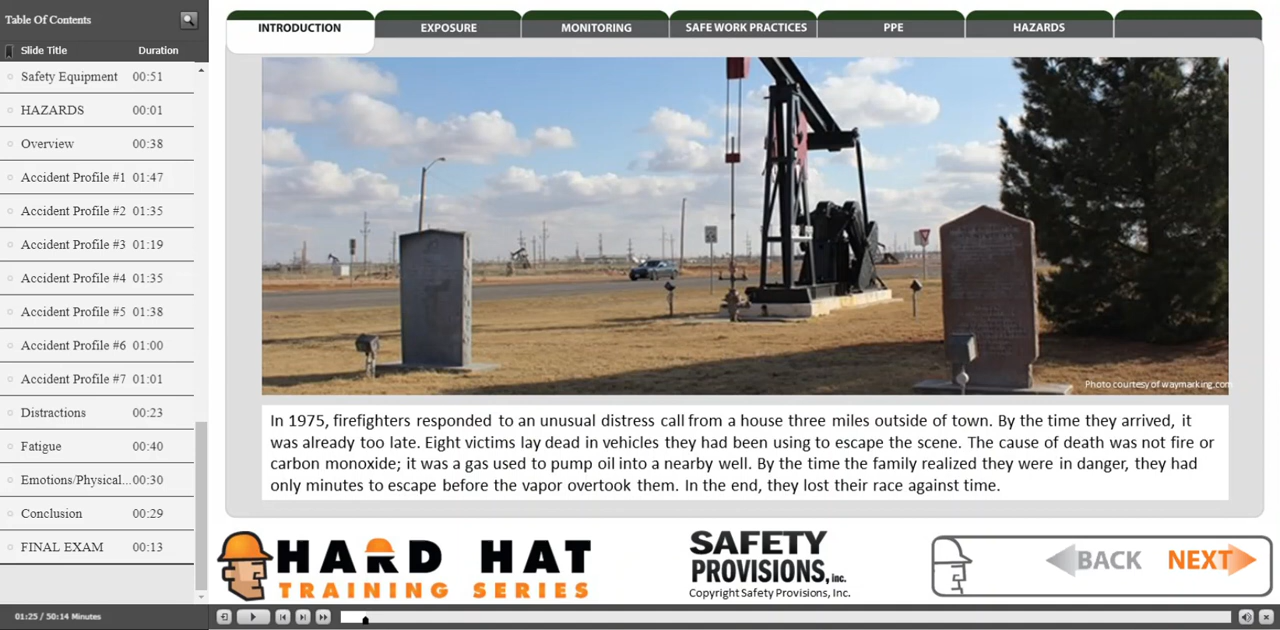 Table Of Contents
Slide Title Duration
Safety Equipment 00:51
HAZARDS 00:01
Overview 00:38
Accident Profile #1 01:47
Accident Profile #2 01:35
Accident Profile #3 01:19
Accident Profile #4 01:35
Accident Profile #5 01:38
Accident Profile #6 01:00
Accident Profile #7 01:01
Distractions 00:23
Fatigue 00:40
Emotions/Physical... 00:30
Conclusion 00:29
FINAL EXAM 00:13
01:25 / 50:14 Minutes
INTRODUCTION EXPOSURE MONITORING SAFE WORK PRACTICES PPE HAZARDS
Photo courtesy of waymarking.com
In 1975, firefighters responded to an unusual distress call from a house three miles outside of town. By the time they arrived, it
was already too late. Eight victims lay dead in vehicles they had been using to escape the scene. The cause of death was not fire or
carbon monoxide; it was a gas used to pump oil into a nearby well. By the time the family realized they were in danger, they had
only minutes to escape before the vapor overtook them. In the end, they lost their race against time.
HARD HAT
TRAINING SERIES
SAFETY
PROVISIONS, inc.
Copyright Safety Provisions, Inc.
BACK NEXT